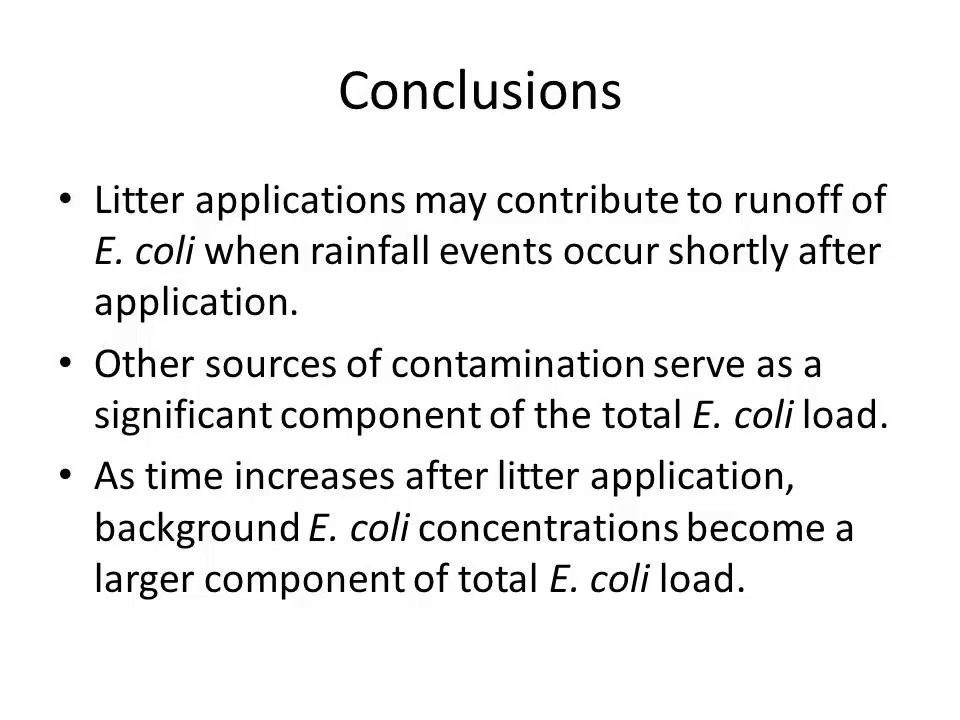 Conclusions
• Litter applications may contribute to runoff of
E. coli when rainfall events occur shortly after
application.
• Other sources of contamination serve as a
significant component of the total E. coli load.
• As time increases after litter application,
background E. coli concentrations become a
larger component of total E. coli load.